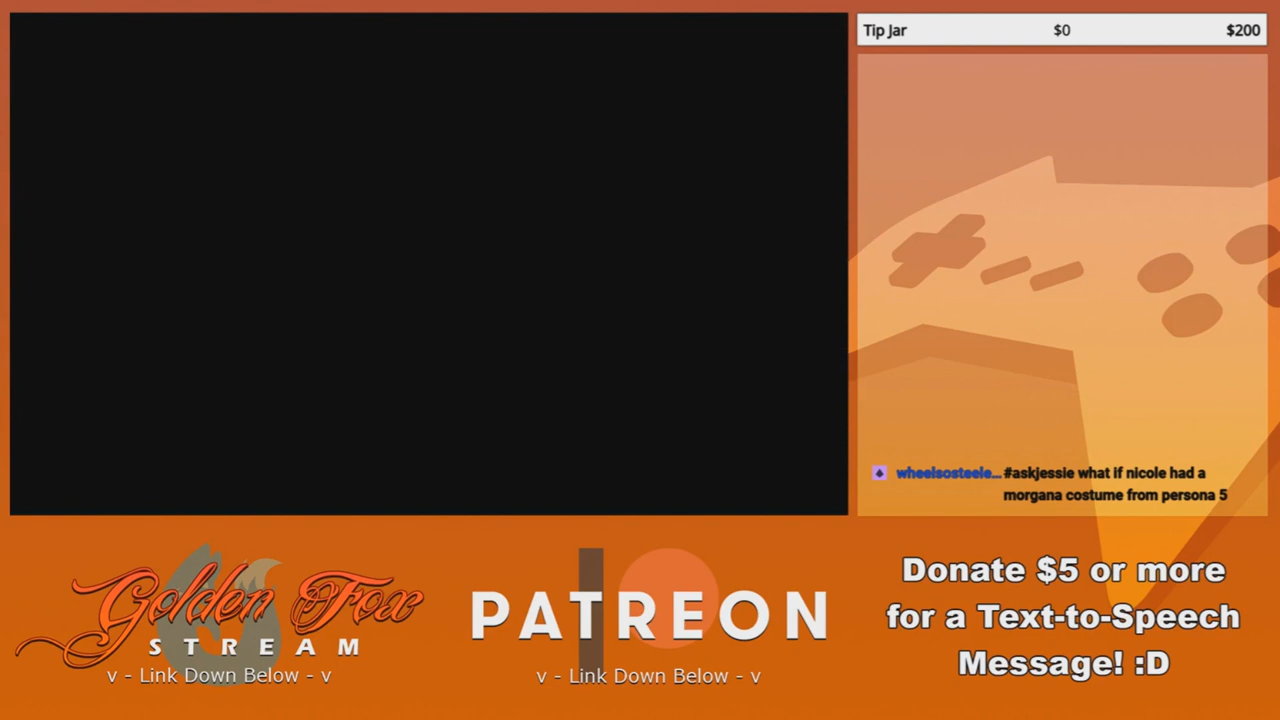 Tip Jar $0 $200
wheelsosteele... #askjessie what if nicole had a
morgana costume from persona 5
Golden Fox
STREAM
v - Link Down Below - v
PATREON
v - Link Down Below - v
Donate $5 or more
for a Text-to-Speech
Message! :D